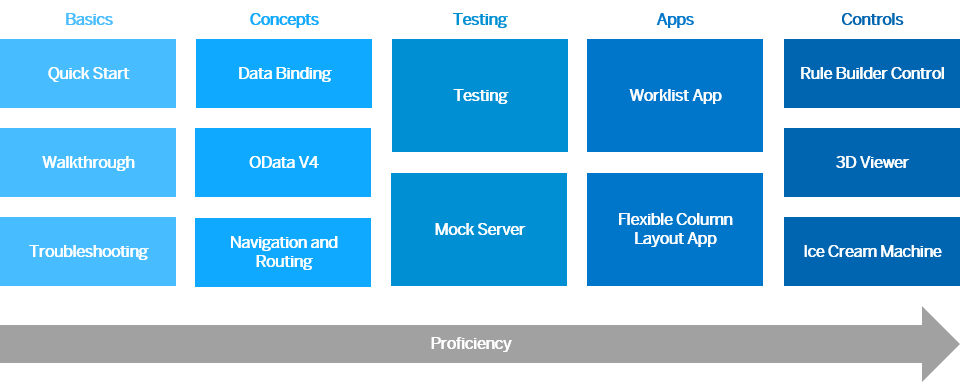 Basics
Concepts
Testing
Apps
Controls
Quick Start
Data Binding
Testing
Worklist App
Rule Builder Control
Walkthrough
OData V4
3D Viewer
Mock Server
Flexible Column
Layout App
Troubleshooting
Navigation and
Routing
Ice Cream Machine
Proficiency